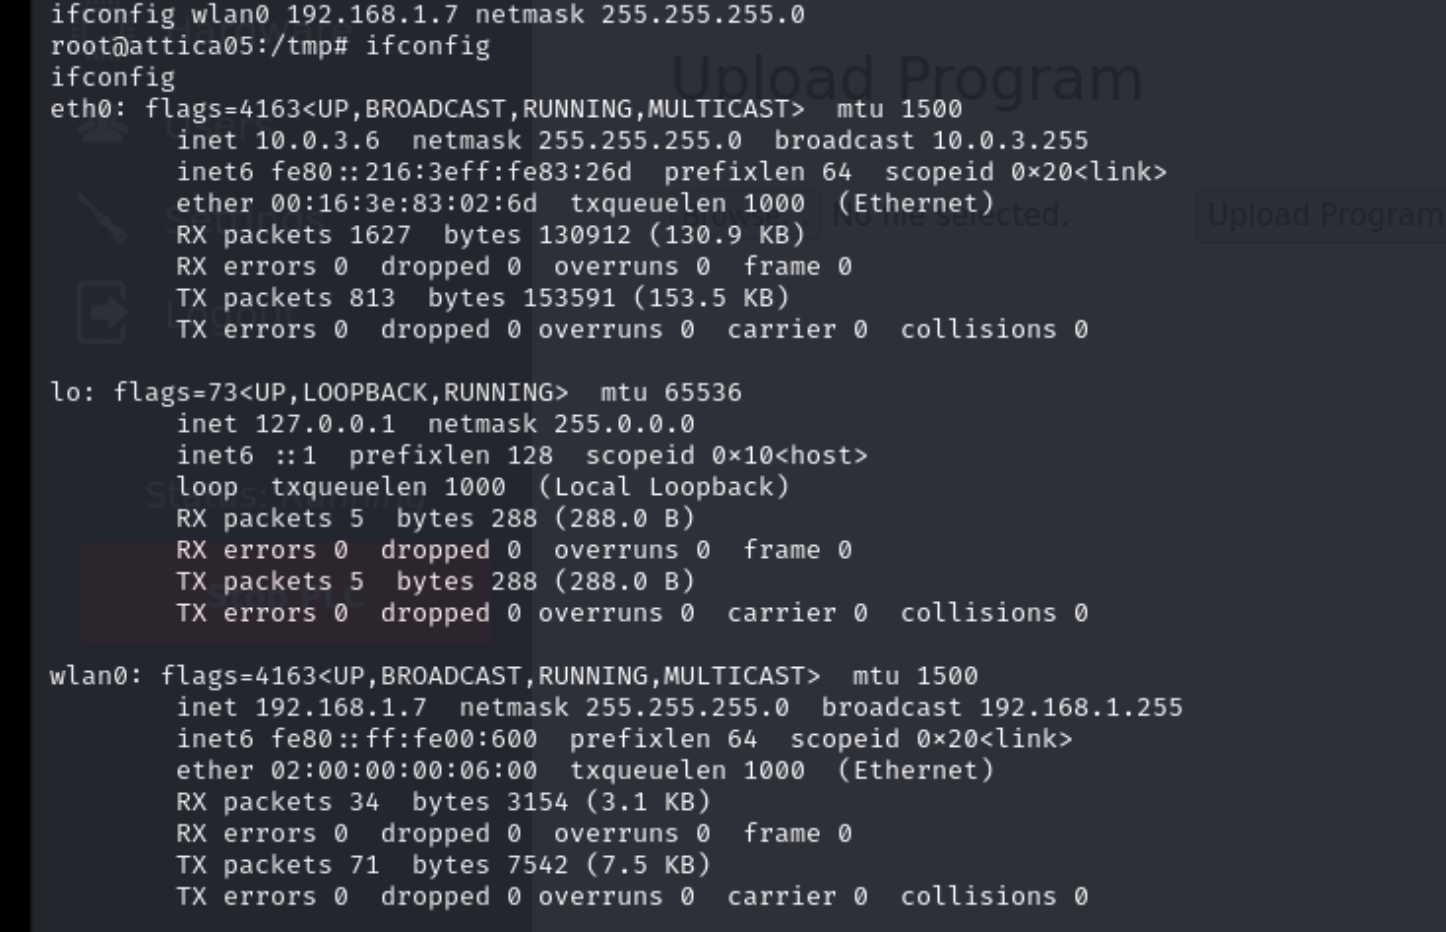 ifconfig wlan0 192.168.1.7 netmask 255.255.255.0
root@attica05:/tmp# ifconfig
ifconfig
eth0: flags=4163<UP,BROADCAST,RUNNING,MULTICAST>  mtu 1500
        inet 10.0.3.6  netmask 255.255.255.0  broadcast 10.0.3.255
        inet6 fe80::216:3eff:fe83:26d  prefixlen 64  scopeid 0×20<link>
        ether 00:16:3e:83:02:6d  txqueuelen 1000  (Ethernet)
        RX packets 1627  bytes 130912 (130.9 KB)
        RX errors 0  dropped 0  overruns 0  frame 0
        TX packets 813  bytes 153591 (153.5 KB)
        TX errors 0  dropped 0 overruns 0  carrier 0  collisions 0

lo: flags=73<UP,LOOPBACK,RUNNING>  mtu 65536
        inet 127.0.0.1  netmask 255.0.0.0
        inet6 ::1  prefixlen 128  scopeid 0×10<host>
        loop  txqueuelen 1000  (Local Loopback)
        RX packets 5  bytes 288 (288.0 B)
        RX errors 0  dropped 0  overruns 0  frame 0
        TX packets 5  bytes 288 (288.0 B)
        TX errors 0  dropped 0 overruns 0  carrier 0  collisions 0

wlan0: flags=4163<UP,BROADCAST,RUNNING,MULTICAST>  mtu 1500
        inet 192.168.1.7  netmask 255.255.255.0  broadcast 192.168.1.255
        inet6 fe80::ff:fe00:600  prefixlen 64  scopeid 0×20<link>
        ether 02:00:00:00:06:00  txqueuelen 1000  (Ethernet)
        RX packets 34  bytes 3154 (3.1 KB)
        RX errors 0  dropped 0  overruns 0  frame 0
        TX packets 71  bytes 7542 (7.5 KB)
        TX errors 0  dropped 0 overruns 0  carrier 0  collisions 0
Upload Program
No file selected.
Upload Program